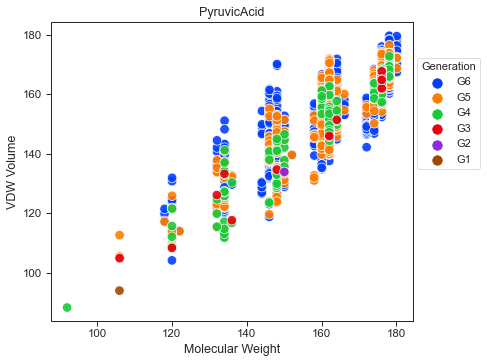 PyruvicAcid
180
160
140
120
100
VDW Volume
100
120
140
160
180
Molecular Weight
Generation
G6
G5
G4
G3
G2
G1